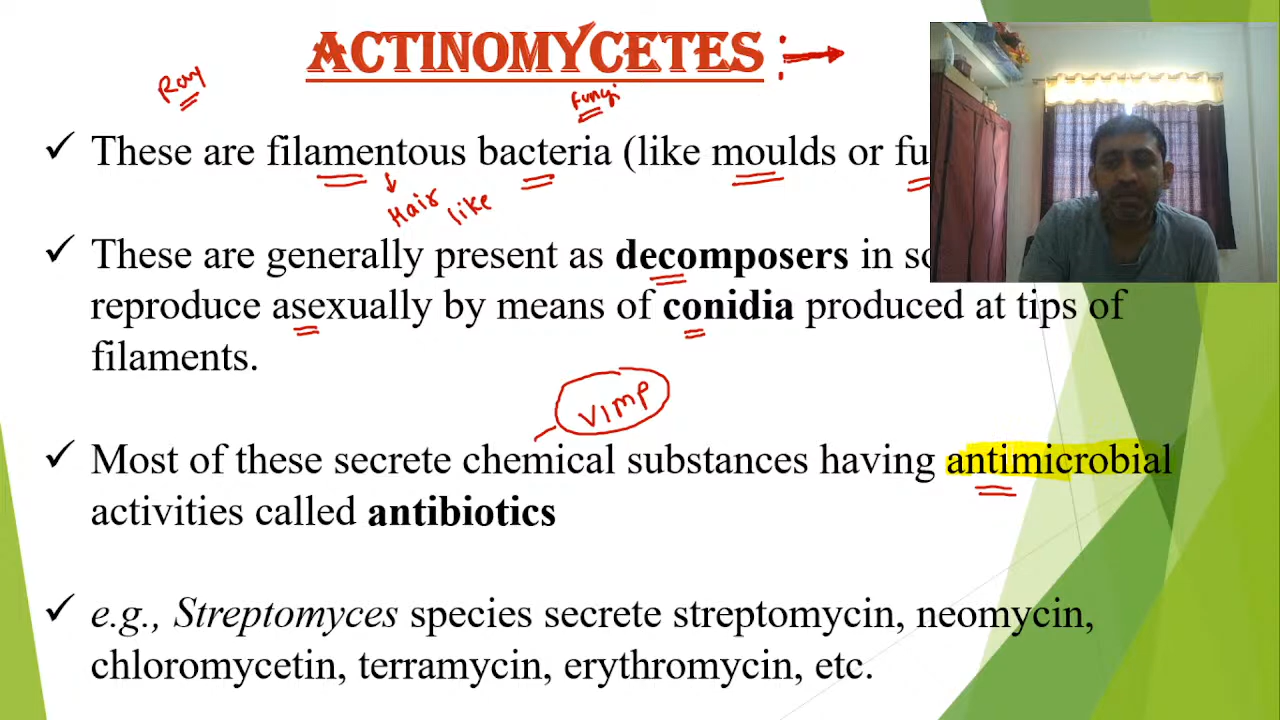 ACTINOMYCETES :→
Ray
Fungi
✓ These are filamentous bacteria (like moulds or fu
Hair like
✓ These are generally present as decomposers in so
reproduce asexually by means of conidia produced at tips of
filaments.
VIMP
✓ Most of these secrete chemical substances having antimicrobial
activities called antibiotics
✓ e.g., Streptomyces species secrete streptomycin, neomycin,
chloromycetin, terramycin, erythromycin, etc.